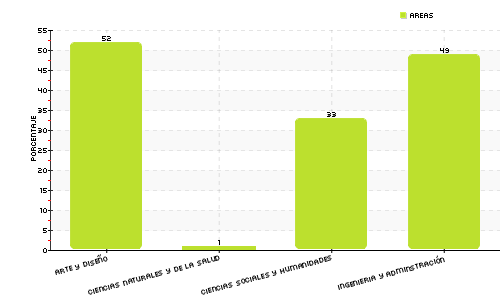 AREAS
55
50
45
40
35
30
25
20
15
10
5
0
PORCENTAJE
52
1
33
49
ARTE Y DISEÑO
CIENCIAS NATURALES Y DE LA SALUD
CIENCIAS SOCIALES Y HUMANIDADES
INGENIERIA Y ADMINSTRACIÓN